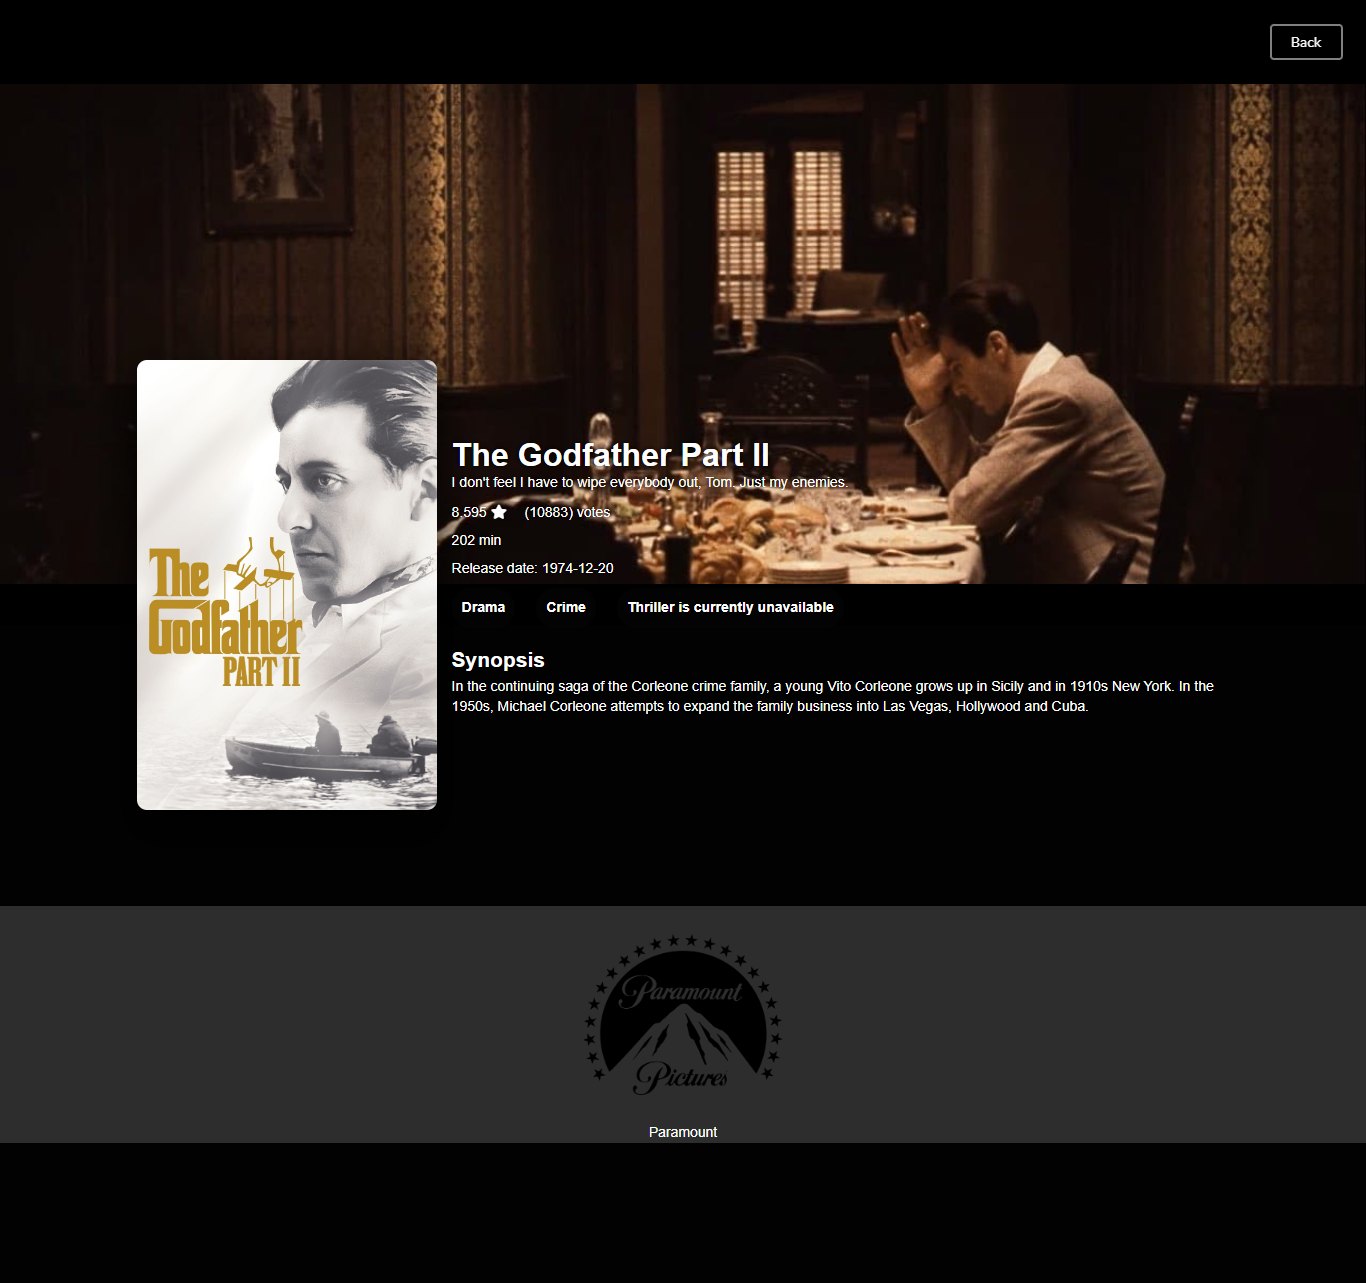 Back
The Godfather Part II
I don't feel I have to wipe everybody out, Tom. Just my enemies.
8,595 (10883) votes
202 min
Release date: 1974-12-20
Drama Crime Thriller is currently unavailable
Synopsis
In the continuing saga of the Corleone crime family, a young Vito Corleone grows up in Sicily and in 1910s New York. In the
1950s, Michael Corleone attempts to expand the family business into Las Vegas, Hollywood and Cuba.
The
Godfather
PART II
Paramount
Pictures
Paramount